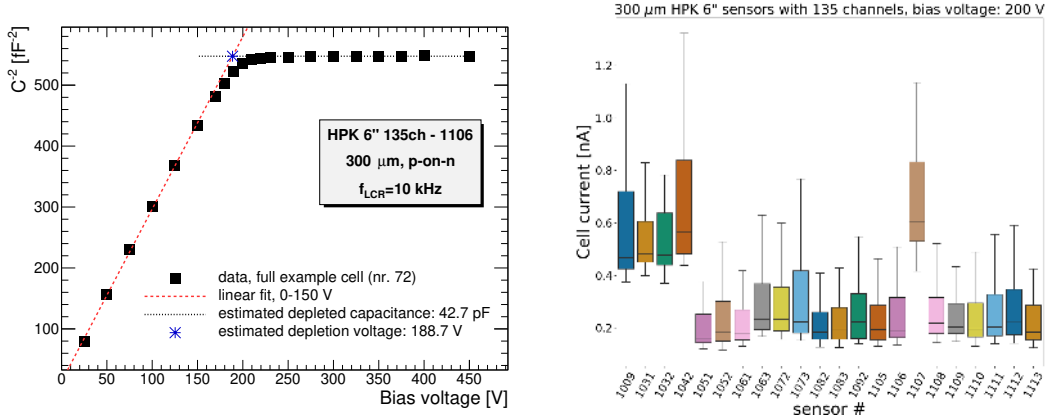 C⁻² [fF⁻²]
500
400
300
200
100
HPK 6" 135ch - 1106
300 μm, p-on-n
f_LCR=10 kHz
data, full example cell (nr. 72)
linear fit, 0-150 V
estimated depleted capacitance: 42.7 pF
estimated depletion voltage: 188.7 V
0 50 100 150 200 250 300 350 400 450
Bias voltage [V]
300 μm HPK 6" sensors with 135 channels, bias voltage: 200 V
Cell current [nA]
1.2
1.0
0.8
0.6
0.4
0.2
1009 1031 1032 1042 1051 1052 1061 1063 1072 1073 1082 1083 1092 1105 1106 1107 1108 1109 1110 1111 1112 1113
sensor #